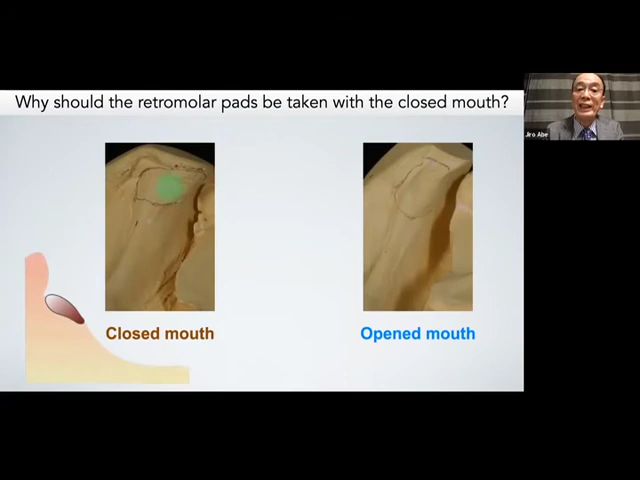 Why should the retromolar pads be taken with the closed mouth?
Jiro Abe
Closed mouth
Opened mouth